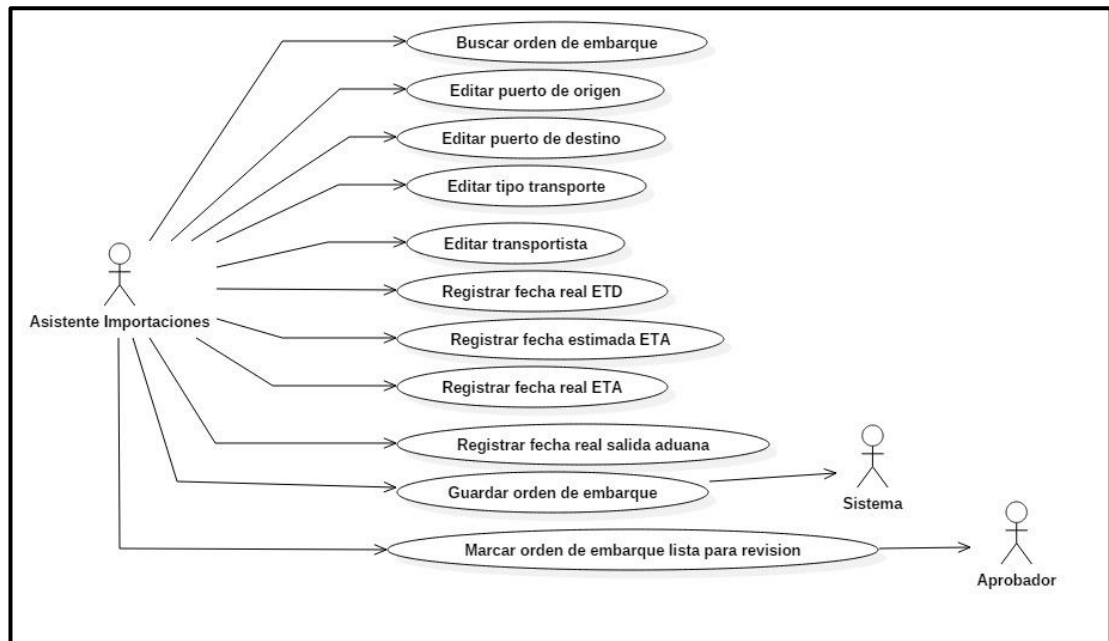 Buscar orden de embarque
Editar puerto de origen
Editar puerto de destino
Editar tipo transporte
Editar transportista
Registrar fecha real ETD
Asistente Importaciones
Registrar fecha estimada ETA
Registrar fecha real ETA
Registrar fecha real salida aduana
Guardar orden de embarque
Sistema
Marcar orden de embarque lista para revision
Aprobador